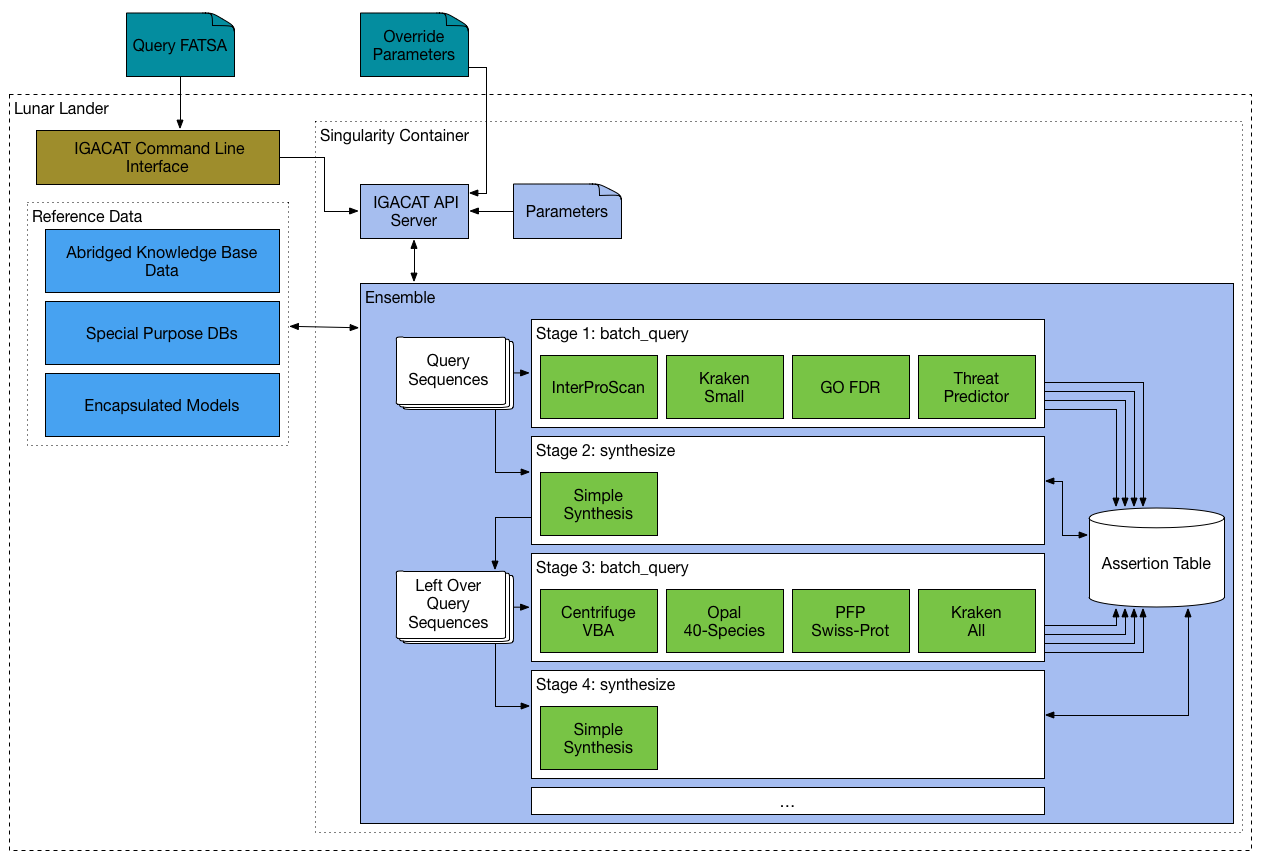 Query FATSA
Override
Parameters
Lunar Lander
IGACAT Command Line
Interface
Singularity Container
IGACAT API
Server
Parameters
Reference Data
Abridged Knowledge Base
Data
Special Purpose DBs
Encapsulated Models
Ensemble
Query
Sequences
Stage 1: batch_query
InterProScan
Kraken
Small
GO FDR
Threat
Predictor
Stage 2: synthesize
Simple
Synthesis
Assertion Table
Left Over
Query
Sequences
Stage 3: batch_query
Centrifuge
VBA
Opal
40-Species
PFP
Swiss-Prot
Kraken
All
Stage 4: synthesize
Simple
Synthesis
...